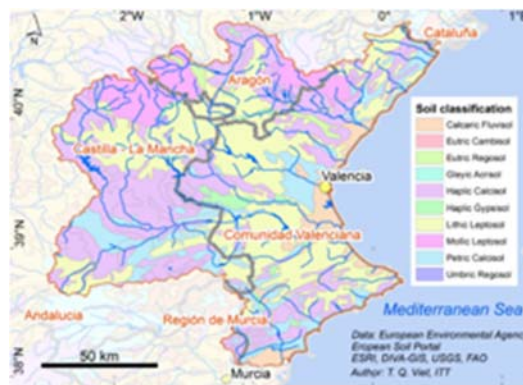 2°W
1°W
0°
1°E
N
Cataluña
Aragón
40°N
Soil classification
Calcaric Fluvisol
Eutric Cambisol
Eutric Regosol
Gleyic Acrisol
Haplic Calcisol
Haplic Gypsisol
Lithic Leptosol
Mollic Leptosol
Petric Calcisol
Umbric Regosol
Castilla - La Mancha
Valencia
39°N
Comunidad Valenciana
Andalucia
Región de Murcia
Mediterranean Sea
50 km
38°N
Murcia
Data: European Environmental Agency
Eropean Soil Portal
ESRI, DIVA-GIS, USGS, FAO
Author: T. Q. Viet, ITT